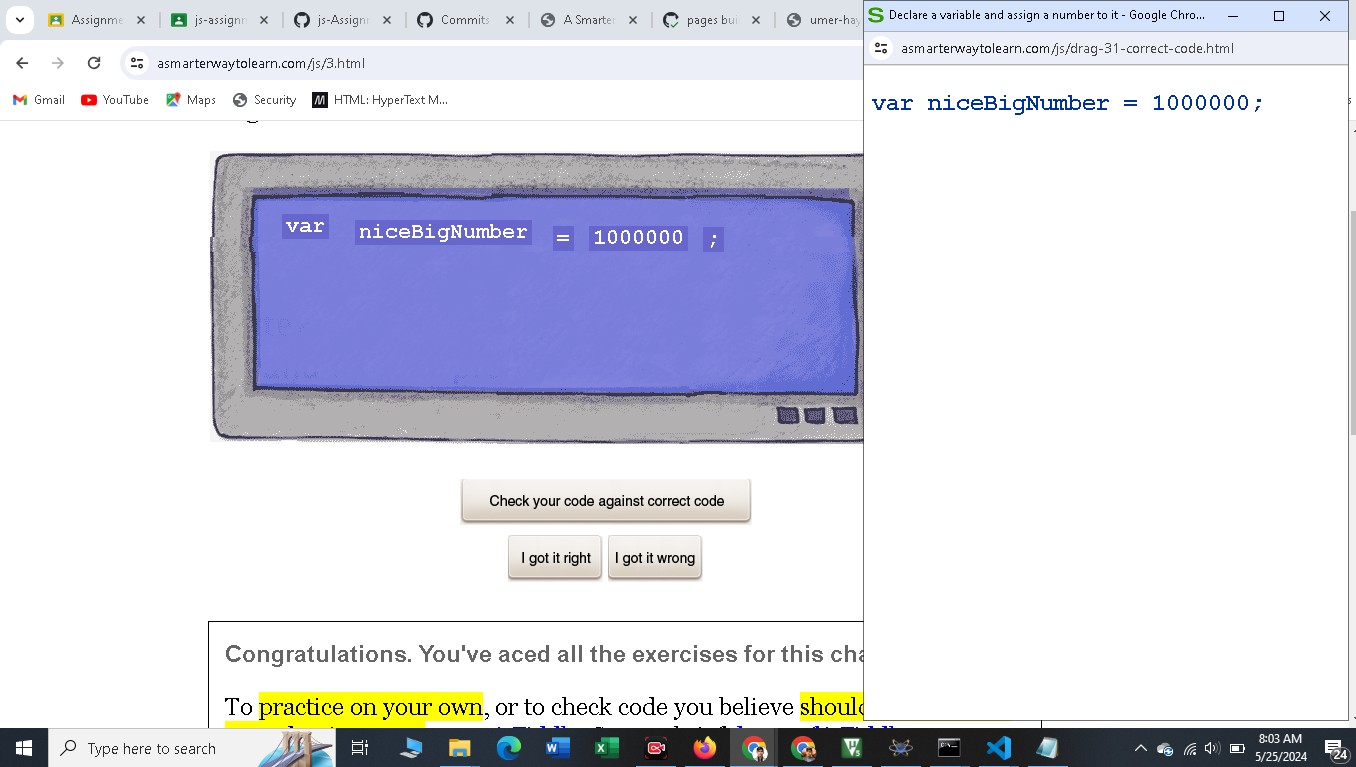 Assignme
js-assignm
js-Assignm
Commits
A Smarter
pages bui
umer-hay
Declare a variable and assign a number to it - Google Chro...
asmarterwaytolearn.com/js/3.html
asmarterwaytolearn.com/js/drag-31-correct-code.html
Gmail
YouTube
Maps
Security
HTML: HyperText M...
var niceBigNumber = 1000000;
var niceBigNumber = 1000000 ;
Check your code against correct code
I got it right
I got it wrong
Congratulations. You've aced all the exercises for this cha
To practice on your own, or to check code you believe shoul
Type here to search
8:03 AM
5/25/2024
24